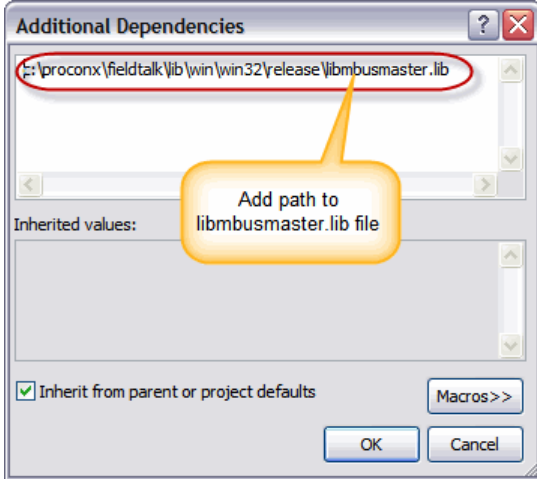 Additional Dependencies
c:\proconx\fieldtalk\lib\win\win32\release\libmbusmaster.lib
Add path to
libmbusmaster.lib file
Inherited values:
Inherit from parent or project defaults
Macros>>
OK
Cancel